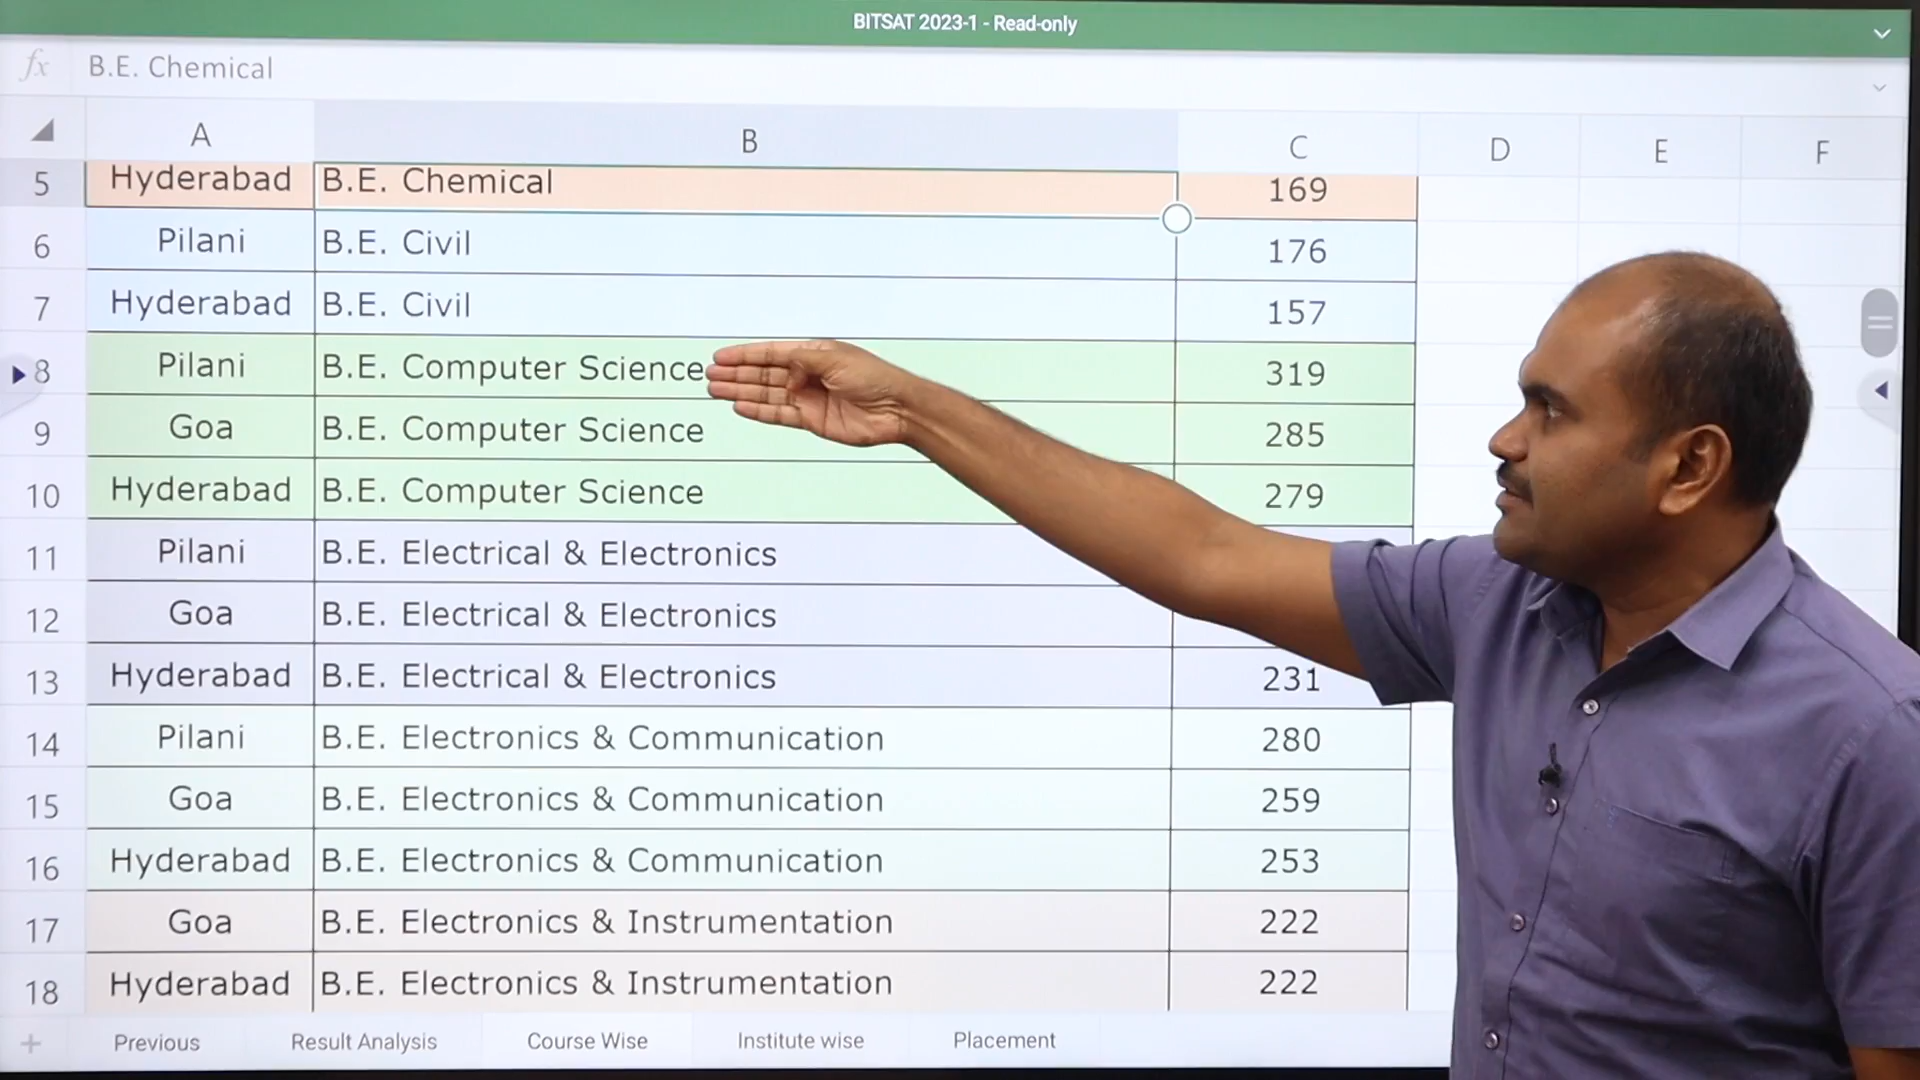 BITSAT 2023-1 - Read-only
fx B.E. Chemical
A B C D E F
5 Hyderabad B.E. Chemical 169
6 Pilani B.E. Civil 176
7 Hyderabad B.E. Civil 157
8 Pilani B.E. Computer Science 319
9 Goa B.E. Computer Science 285
10 Hyderabad B.E. Computer Science 279
11 Pilani B.E. Electrical & Electronics
12 Goa B.E. Electrical & Electronics
13 Hyderabad B.E. Electrical & Electronics 231
14 Pilani B.E. Electronics & Communication 280
15 Goa B.E. Electronics & Communication 259
16 Hyderabad B.E. Electronics & Communication 253
17 Goa B.E. Electronics & Instrumentation 222
18 Hyderabad B.E. Electronics & Instrumentation 222
+ Previous Result Analysis Course Wise Institute wise Placement